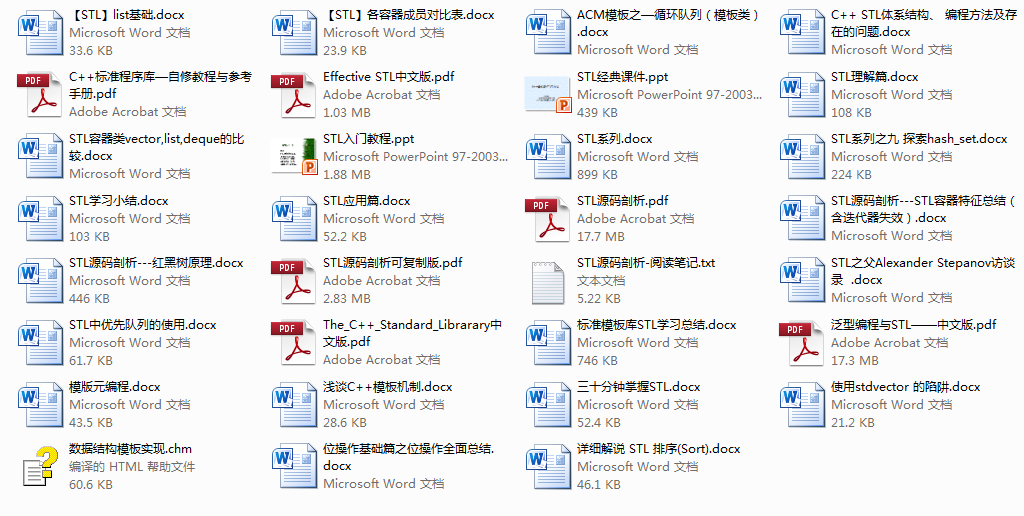 【STL】list基础.docx
Microsoft Word 文档
33.6 KB
【STL】各容器成员对比表.docx
Microsoft Word 文档
23.9 KB
ACM模板之—循环队列（模板类）
.docx
Microsoft Word 文档
C++ STL体系结构、 编程方法及存
在的问题.docx
Microsoft Word 文档
C++标准程序库—自修教程与参考
手册.pdf
Adobe Acrobat 文档
Effective STL中文版.pdf
Adobe Acrobat 文档
1.03 MB
STL经典课件.ppt
Microsoft PowerPoint 97-2003...
439 KB
STL理解篇.docx
Microsoft Word 文档
108 KB
STL容器类vector,list,deque的比
较.docx
Microsoft Word 文档
STL入门教程.ppt
Microsoft PowerPoint 97-2003...
1.88 MB
STL系列.docx
Microsoft Word 文档
899 KB
STL系列之九 探索hash_set.docx
Microsoft Word 文档
224 KB
STL学习小结.docx
Microsoft Word 文档
103 KB
STL应用篇.docx
Microsoft Word 文档
52.2 KB
STL源码剖析.pdf
Adobe Acrobat 文档
17.7 MB
STL源码剖析---STL容器特征总结（
含迭代器失效）.docx
Microsoft Word 文档
STL源码剖析---红黑树原理.docx
Microsoft Word 文档
446 KB
STL源码剖析可复制版.pdf
Adobe Acrobat 文档
2.83 MB
STL源码剖析-阅读笔记.txt
文本文档
5.22 KB
STL之父Alexander Stepanov访谈
录 .docx
Microsoft Word 文档
STL中优先队列的使用.docx
Microsoft Word 文档
61.7 KB
The_C++_Standard_Librarary中
文版.pdf
Adobe Acrobat 文档
标准模板库STL学习总结.docx
Microsoft Word 文档
746 KB
泛型编程与STL——中文版.pdf
Adobe Acrobat 文档
17.3 MB
模版元编程.docx
Microsoft Word 文档
43.5 KB
浅谈C++模板机制.docx
Microsoft Word 文档
28.6 KB
三十分钟掌握STL.docx
Microsoft Word 文档
52.4 KB
使用stdvector 的陷阱.docx
Microsoft Word 文档
21.2 KB
数据结构模板实现.chm
编译的 HTML 帮助文件
60.6 KB
位操作基础篇之位操作全面总结.
docx
Microsoft Word 文档
详细解说 STL 排序(Sort).docx
Microsoft Word 文档
46.1 KB